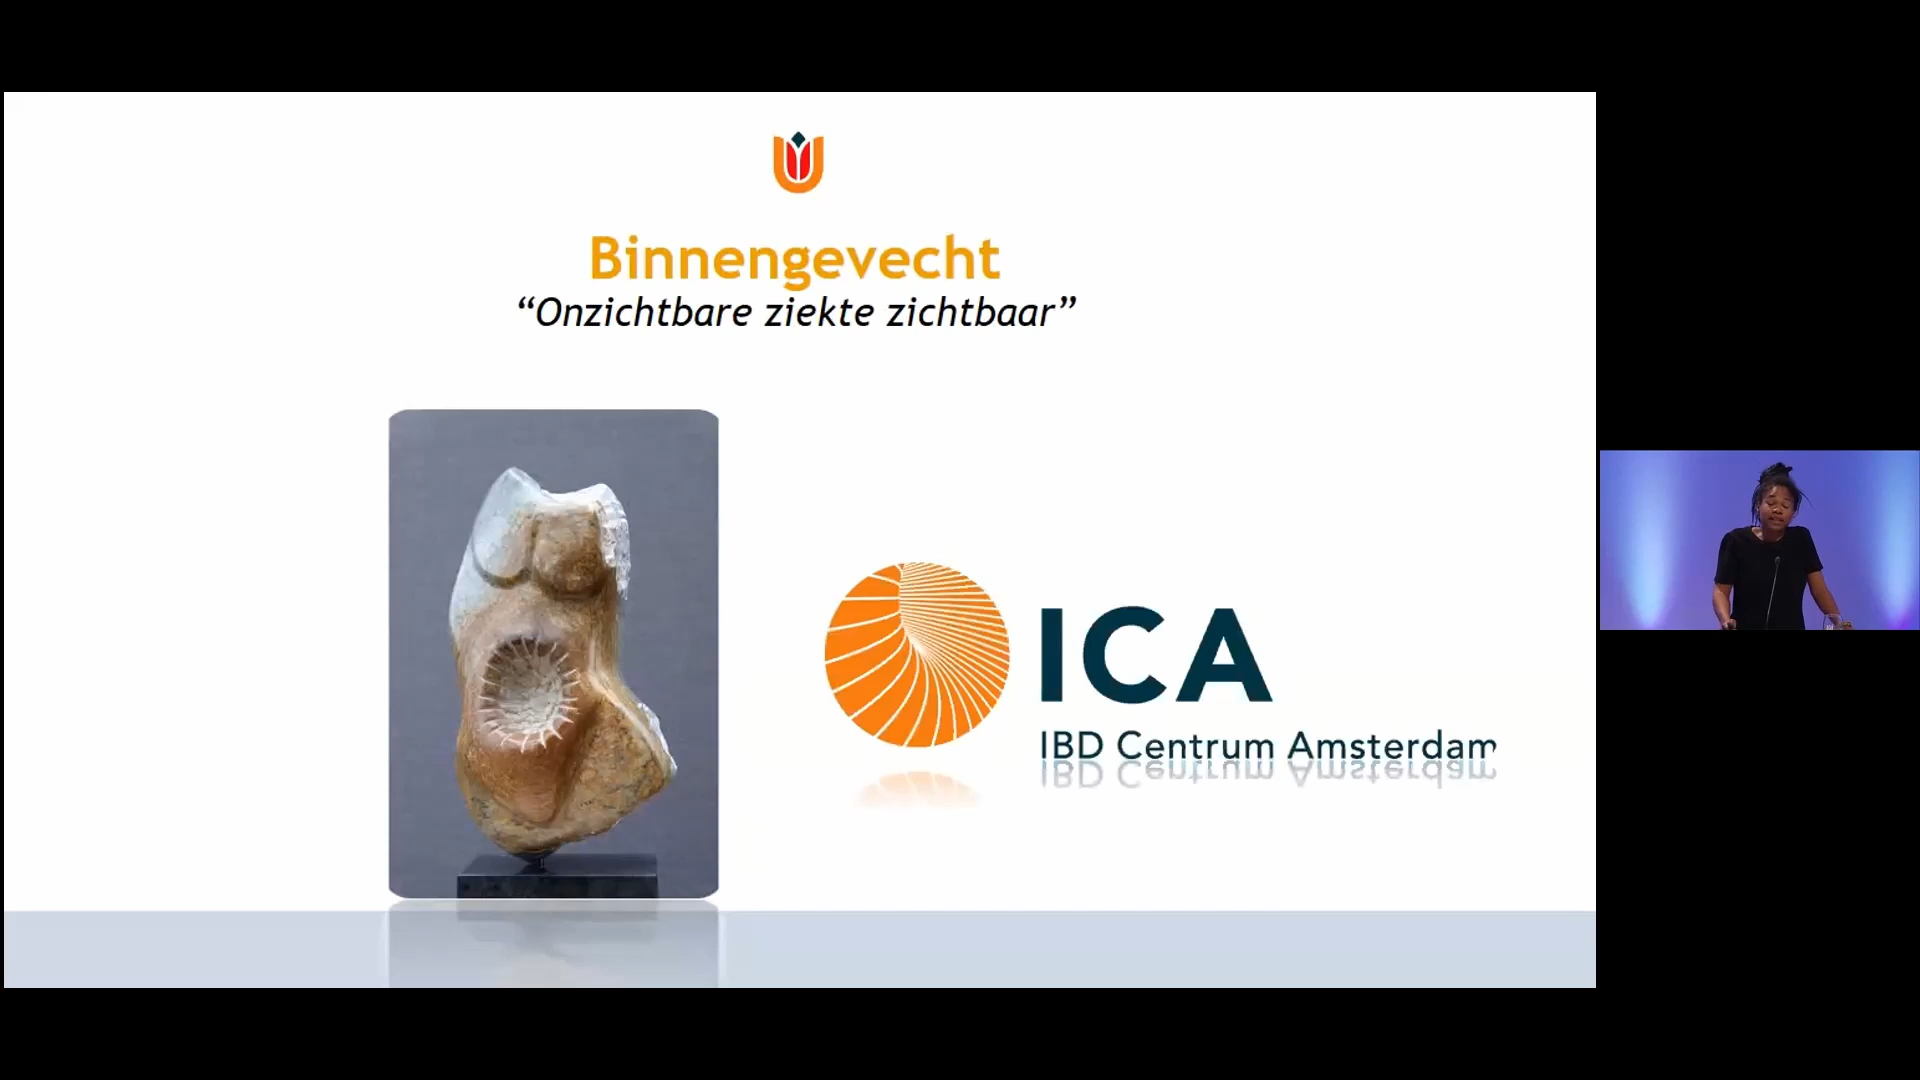 Binnengevecht
“Onzichtbare ziekte zichtbaar”
ICA
IBD Centrum Amsterdam